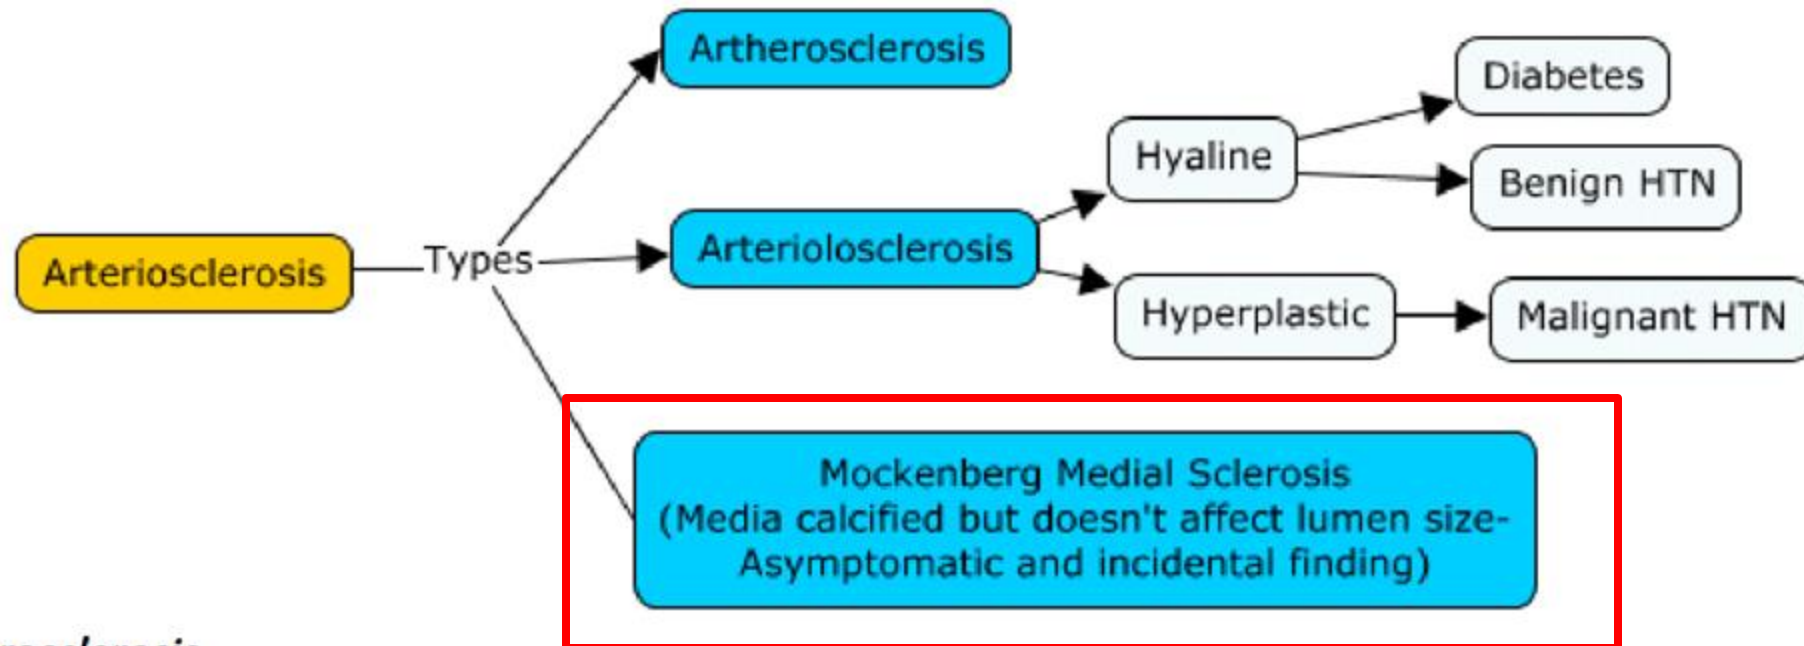 Artherosclerosis
Diabetes
Hyaline
Benign HTN
Arteriosclerosis
Types
Arteriolosclerosis
Hyperplastic
Malignant HTN
Mockenberg Medial Sclerosis
(Media calcified but doesn't affect lumen size-
Asymptomatic and incidental finding)